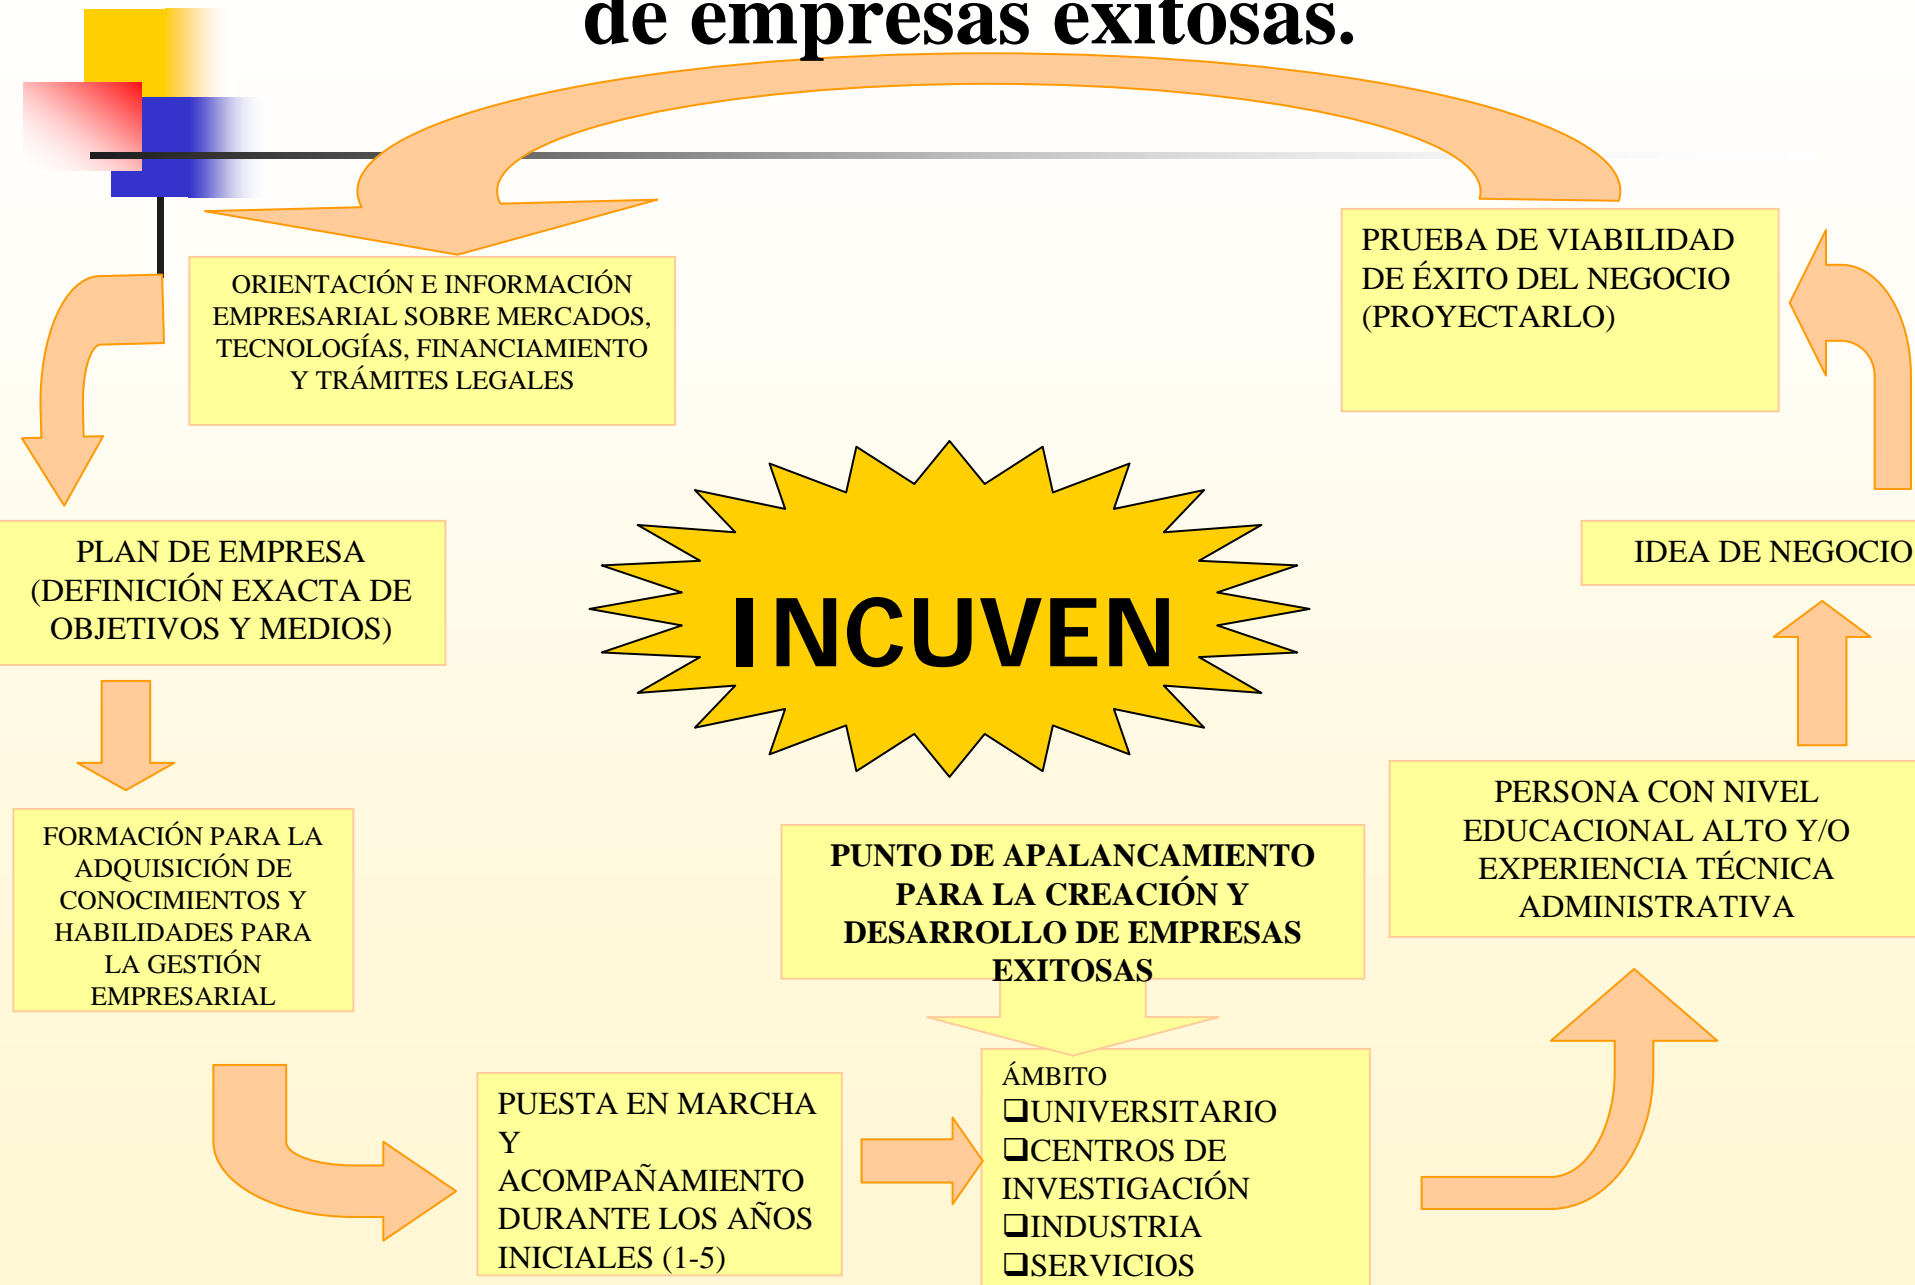 de empresas exitosas.
ORIENTACIÓN E INFORMACIÓN
EMPRESARIAL SOBRE MERCADOS,
TECNOLOGÍAS, FINANCIAMIENTO
Y TRÁMITES LEGALES
PRUEBA DE VIABILIDAD
DE ÉXITO DEL NEGOCIO
(PROYECTARLO)
PLAN DE EMPRESA
(DEFINICIÓN EXACTA DE
OBJETIVOS Y MEDIOS)
INCUVEN
IDEA DE NEGOCIO
FORMACIÓN PARA LA
ADQUISICIÓN DE
CONOCIMIENTOS Y
HABILIDADES PARA
LA GESTIÓN
EMPRESARIAL
PUNTO DE APALANCAMIENTO
PARA LA CREACIÓN Y
DESARROLLO DE EMPRESAS
EXITOSAS
PERSONA CON NIVEL
EDUCACIONAL ALTO Y/O
EXPERIENCIA TÉCNICA
ADMINISTRATIVA
PUESTA EN MARCHA
Y
ACOMPAÑAMIENTO
DURANTE LOS AÑOS
INICIALES (1-5)
ÁMBITO
❑UNIVERSITARIO
❑CENTROS DE
INVESTIGACIÓN
❑INDUSTRIA
❑SERVICIOS